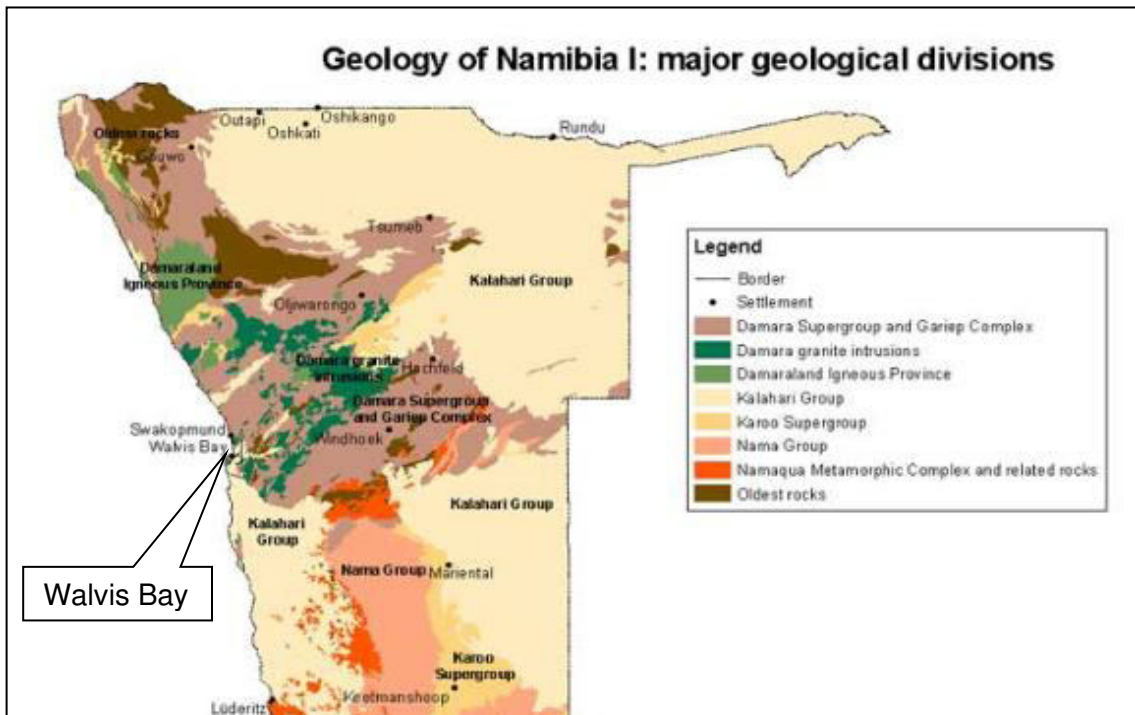 Geology of Namibia I: major geological divisions
Outapi
Oshikango
Oshkati
Rundu
Oldest rocks
Tsumeb
Damaraland
Igneous Province
Kalahari Group
Otjiwarongo
Damara granite
intrusions
Hochfeld
Damara Supergroup
and Gariep Complex
Swakopmund
Walvis Bay
Windhoek
Kalahari
Group
Kalahari Group
Walvis Bay
Nama Group
Mariental
Karoo
Supergroup
Keetmanshoop
Lüderitz
Legend
Border
Settlement
Damara Supergroup and Gariep Complex
Damara granite intrusions
Damaraland Igneous Province
Kalahari Group
Karoo Supergroup
Nama Group
Namaqua Metamorphic Complex and related rocks
Oldest rocks